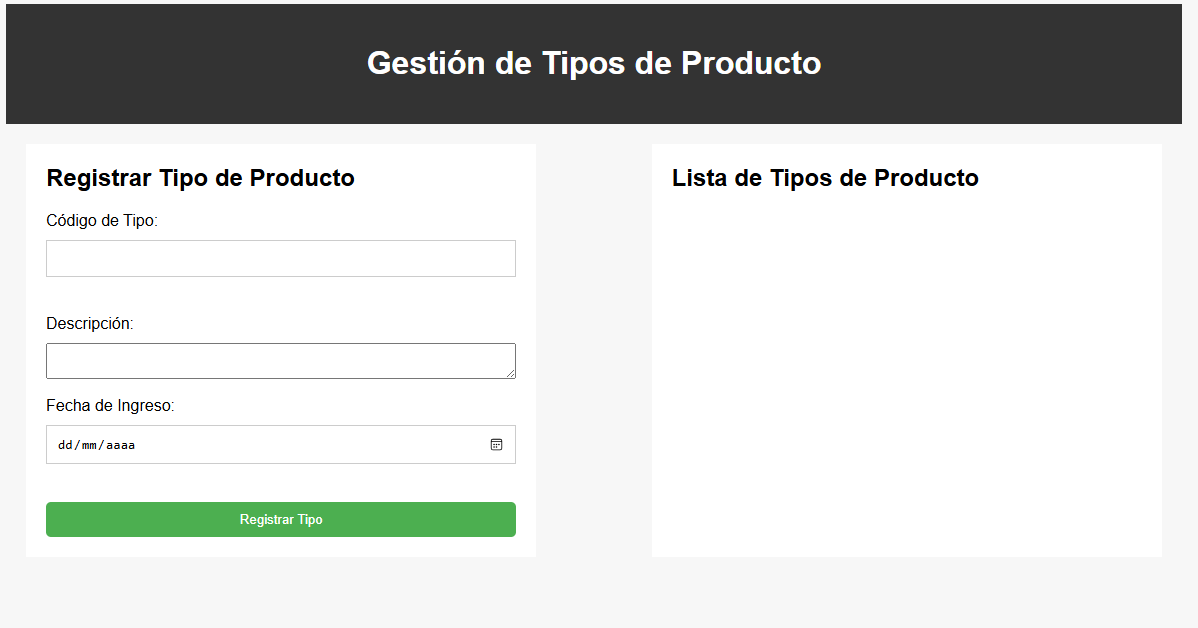 Gestión de Tipos de Producto
Registrar Tipo de Producto
Código de Tipo:
Descripción:
Fecha de Ingreso:
dd/mm/aaaa
Registrar Tipo
Lista de Tipos de Producto